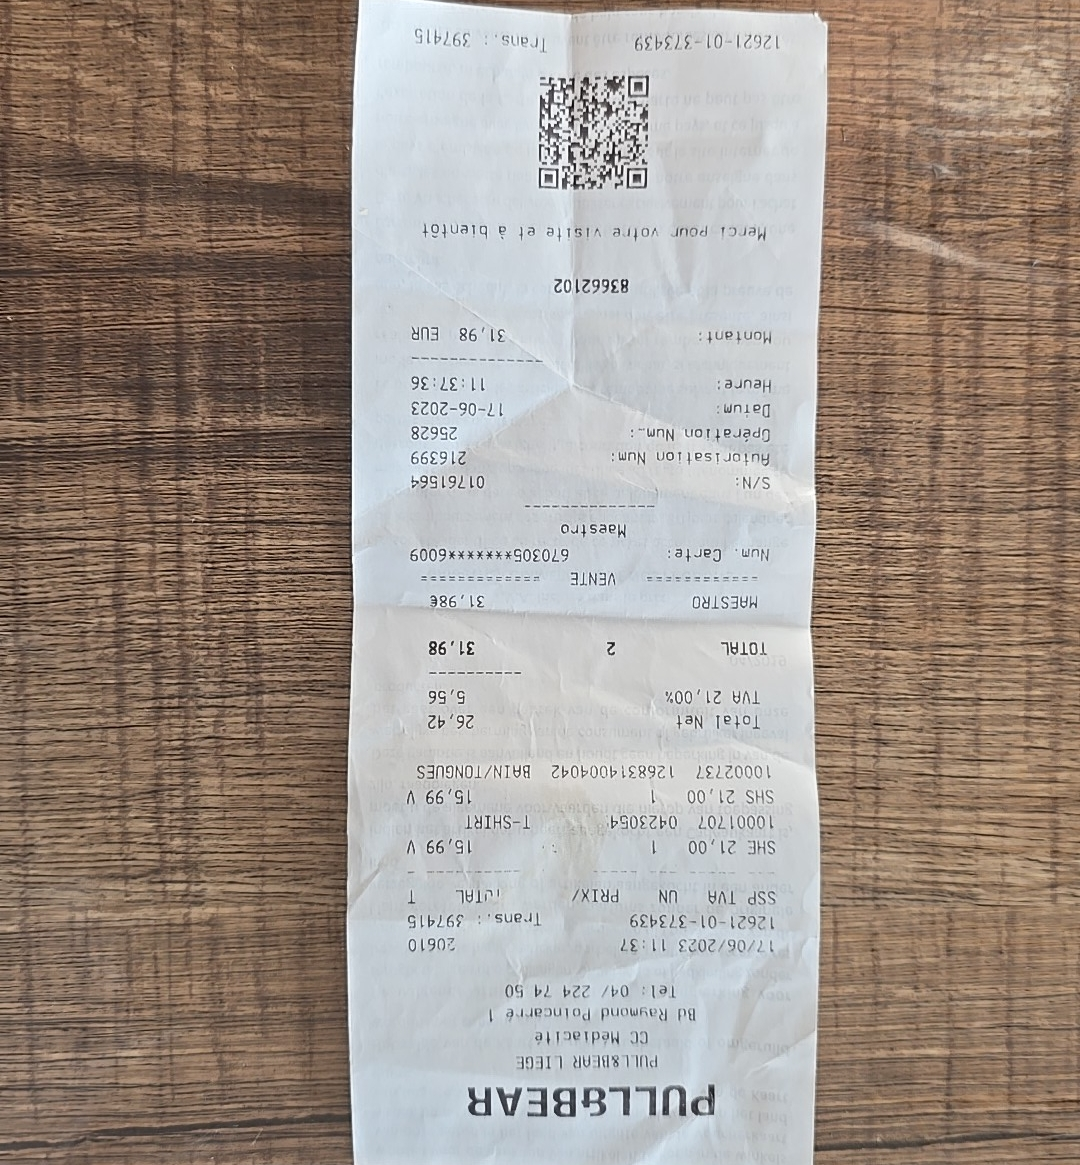 PULL&BEAR
PULL&BEAR LIEGE
CC Médiacité
Bd Raymond Poincarré 1
Tel: 04/ 224 74 50
17/06/2023 11:37 20610
12621-01-373439 Trans.: 397415
SSP TVA UN PRIX/ TOTAL T
SHE 21,00 1 15,99 V
10001707 0423054 T-SHIRT
SHS 21,00 1 15,99 V
10002737 1268314004042 BAIN/TONGUES
Total Net 26,42
TVA 21,00% 5,56
------------
TOTAL 2 31,98
MAESTRO 31,98€
============ VENTE =============
Num. Carte: 670305*********6009
Maestro
--------------
S/N: 01761564
Autorisation Num: 216399
Opération Num.: 25628
Datum: 17-06-2023
Heure: 11:37:36
--------------
Montant: 31,98 EUR
83662102
Merci pour votre visite et à bientôt
12621-01-373439 Trans.: 397415